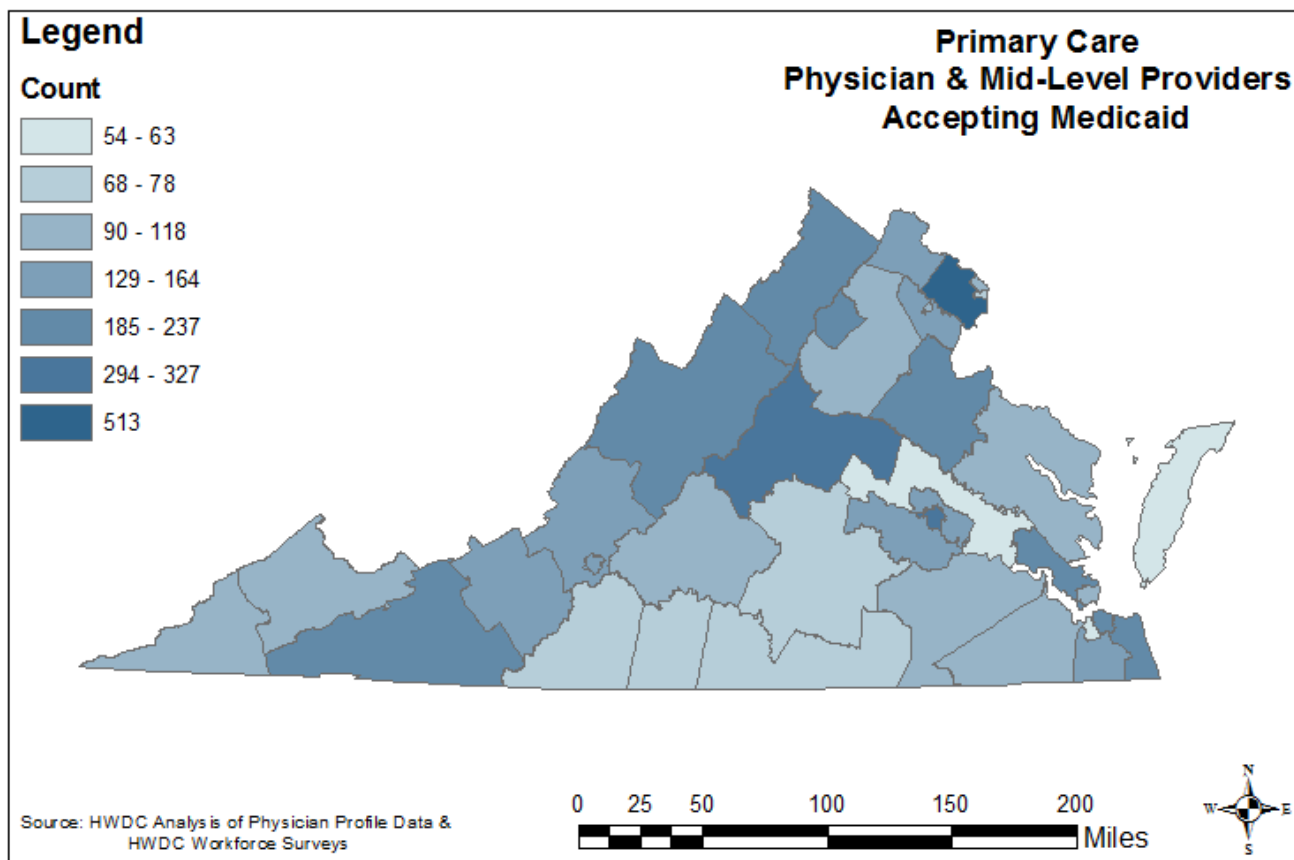 Legend
Primary Care
Physician & Mid-Level Providers
Accepting Medicaid
Count
54 - 63
68 - 78
90 - 118
129 - 164
185 - 237
294 - 327
513
0 25 50 100 150 200
Miles
Source: HWDC Analysis of Physician Profile Data &
HWDC Workforce Surveys
N
W E
S